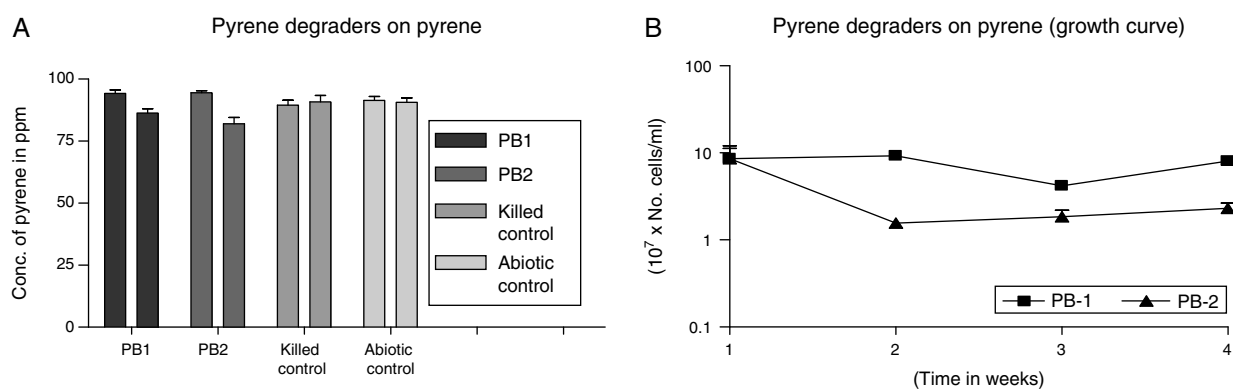 A
Pyrene degraders on pyrene
Conc. of pyrene in ppm
100
75
50
25
0
PB1
PB2
Killed
control
Abiotic
control
PB1
PB2
Killed
control
Abiotic
control
B
Pyrene degraders on pyrene (growth curve)
(10⁷ x No. cells/ml)
100
10
1
0.1
PB-1
PB-2
1
2
3
4
(Time in weeks)